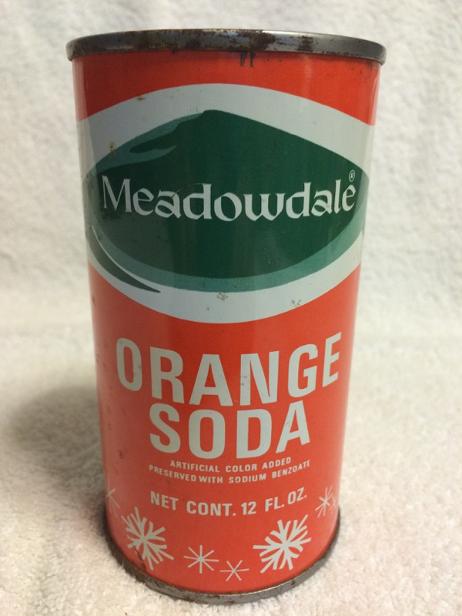 Meadowdale®
ORANGE
SODA
ARTIFICIAL COLOR ADDED
PRESERVED WITH SODIUM BENZOATE
NET CONT. 12 FL. OZ.